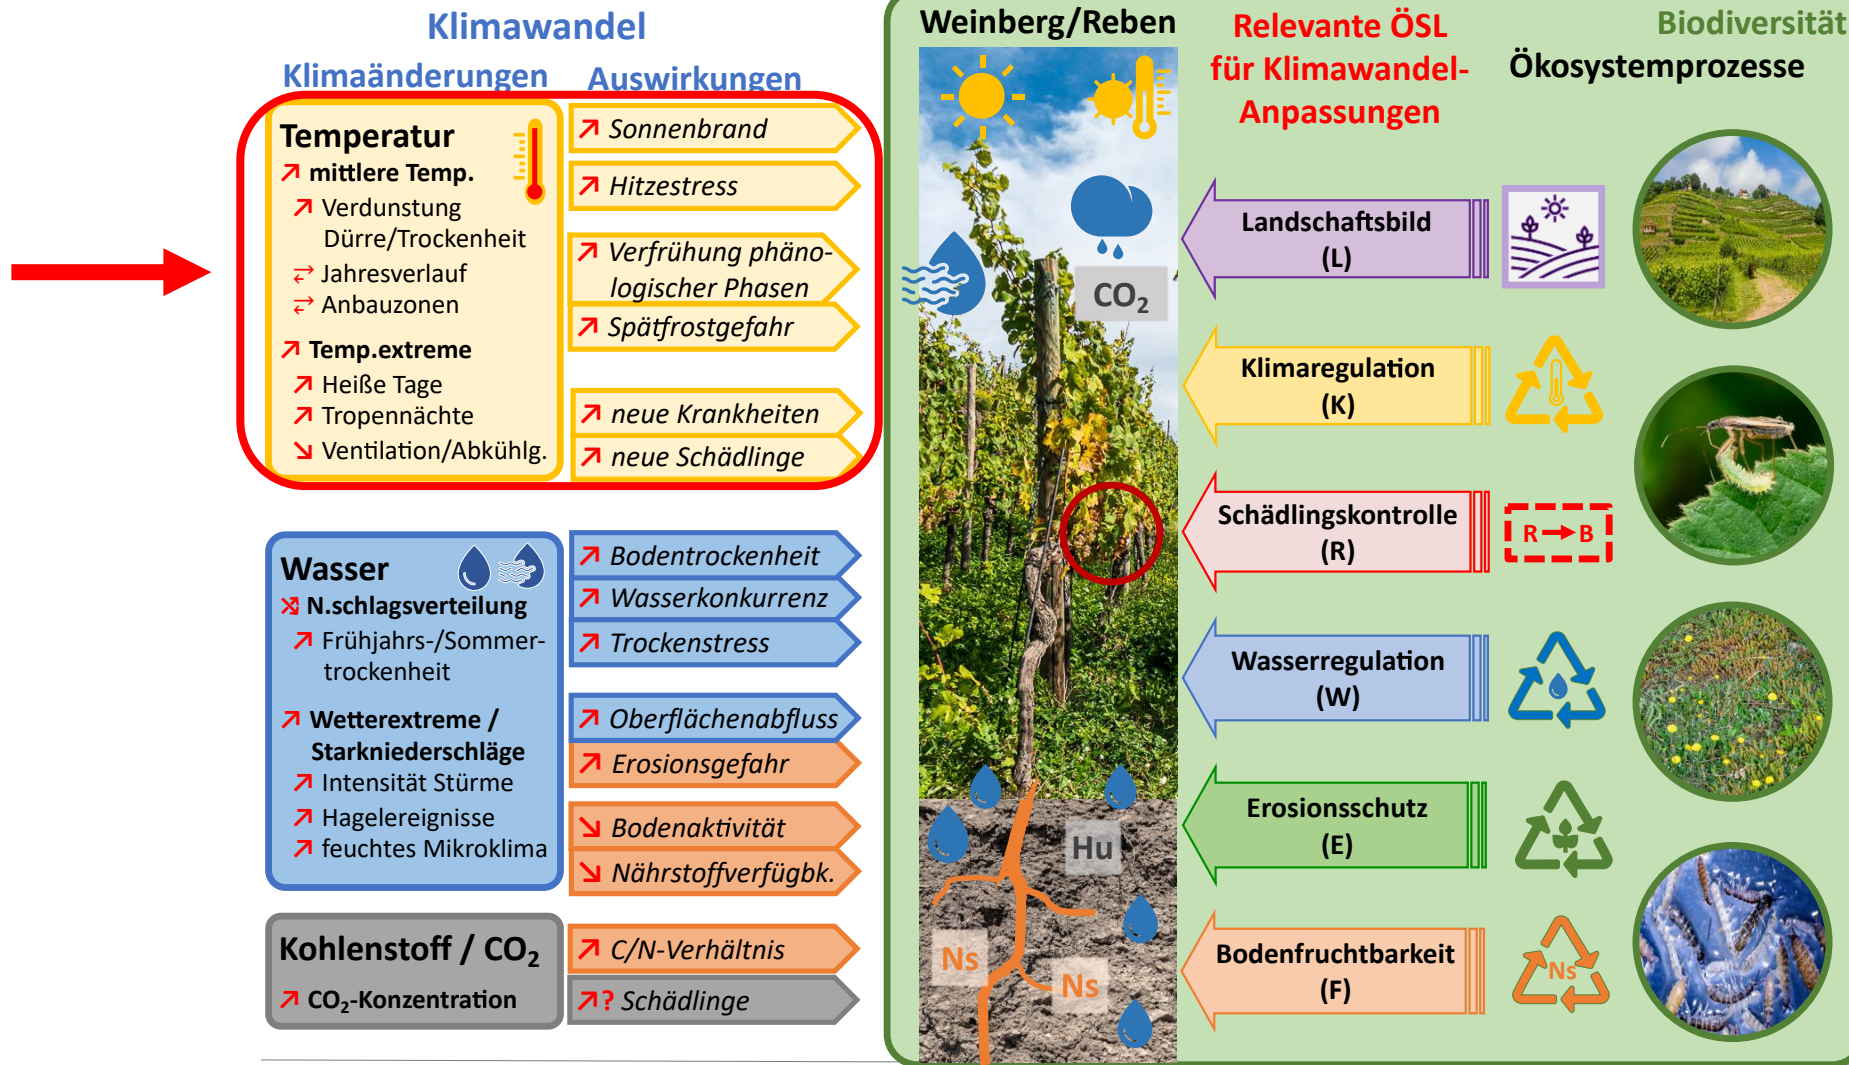 Klimawandel
Klimaänderungen
Auswirkungen
Temperatur
↗ mittlere Temp.
↗ Verdunstung
Dürre/Trockenheit
⇄ Jahresverlauf
⇄ Anbauzonen
↗ Temp.extreme
↗ Heiße Tage
↗ Tropennächte
↘ Ventilation/Abkühlg.
↗ Sonnenbrand
↗ Hitzestress
↗ Verfrühung phäno-
logischer Phasen
↗ Spätfrostgefahr
↗ neue Krankheiten
↗ neue Schädlinge
Wasser
N.schlagsverteilung
↗ Frühjahrs-/Sommer-
trockenheit
↗ Wetterextreme /
Starkniederschläge
↗ Intensität Stürme
↗ Hagelereignisse
↗ feuchtes Mikroklima
↗ Bodentrockenheit
↗ Wasserkonkurrenz
↗ Trockenstress
↗ Oberflächenabfluss
↗ Erosionsgefahr
↘ Bodenaktivität
↘ Nährstoffverfügbk.
Kohlenstoff / CO₂
↗ CO₂-Konzentration
↗ C/N-Verhältnis
↗? Schädlinge
Weinberg/Reben
CO₂
Hu
Ns
Ns
Relevante ÖSL
für Klimawandel-
Anpassungen
Landschaftsbild
(L)
Klimaregulation
(K)
Schädlingskontrolle
(R)
Wasserregulation
(W)
Erosionsschutz
(E)
Bodenfruchtbarkeit
(F)
Biodiversität
Ökosystemprozesse
R → B
Ns